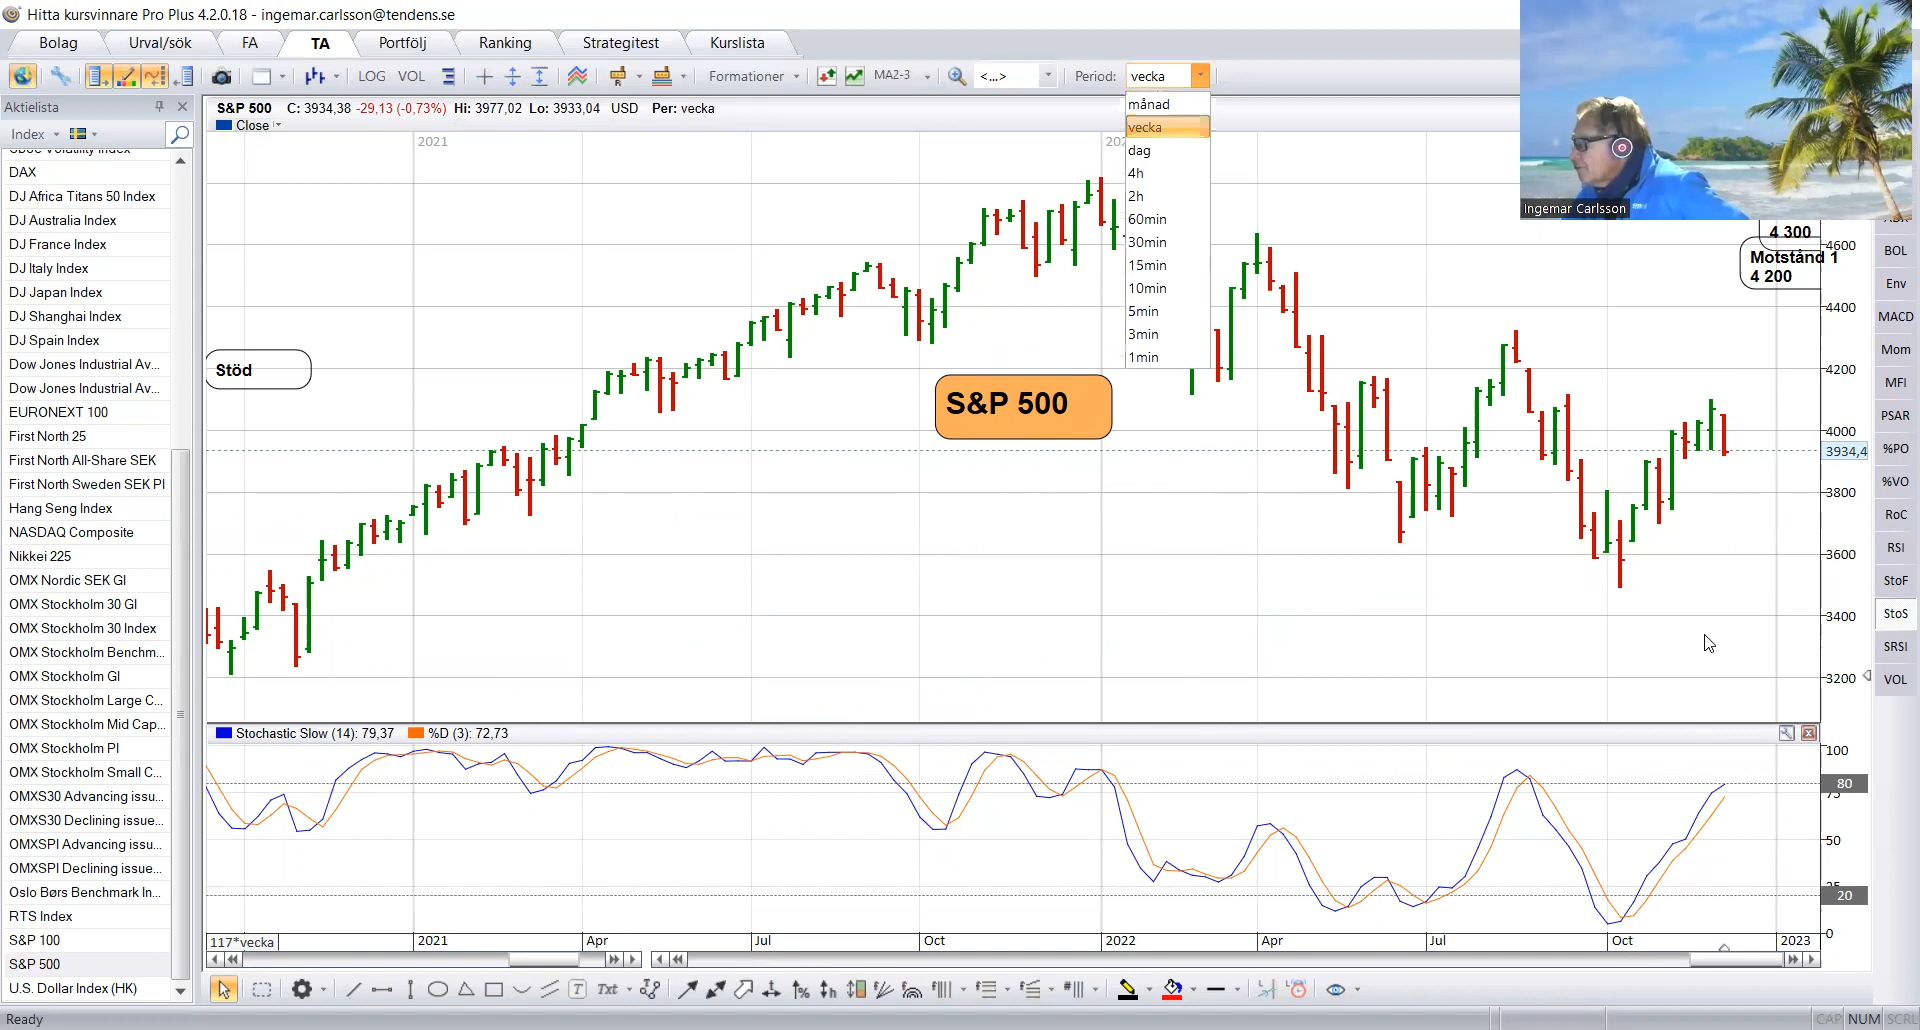 Hitta kursvinnare Pro Plus 4.2.0.18 - ingemar.carlsson@tendens.se
Bolag Urval/sök FA TA Portfölj Ranking Strategitest Kurslista
LOG VOL Formationer MA2-3 <...> Period: vecka
Aktielista
Index
DAX
DJ Africa Titans 50 Index
DJ Australia Index
DJ France Index
DJ Italy Index
DJ Japan Index
DJ Shanghai Index
DJ Spain Index
Dow Jones Industrial Av...
Dow Jones Industrial Av...
EURONEXT 100
First North 25
First North All-Share SEK
First North Sweden SEK PI
Hang Seng Index
NASDAQ Composite
Nikkei 225
OMX Nordic SEK GI
OMX Stockholm 30 GI
OMX Stockholm 30 Index
OMX Stockholm Benchm...
OMX Stockholm GI
OMX Stockholm Large C...
OMX Stockholm Mid Cap...
OMX Stockholm PI
OMX Stockholm Small C...
OMXS30 Advancing issu...
OMXS30 Declining issue...
OMXSPI Advancing issu...
OMXSPI Declining issue...
Oslo Børs Benchmark In...
RTS Index
S&P 100
S&P 500
U.S. Dollar Index (HK)
S&P 500 C: 3934,38 -29,13 (-0,73%) Hi: 3977,02 Lo: 3933,04 USD Per: vecka
Close
2021
månad
vecka
dag
4h
2h
60min
30min
15min
10min
5min
3min
1min
Ingemar Carlsson
4 300
Motstånd 1
4 200
Stöd
S&P 500
4600
4400
4200
4000
3934,4
3800
3600
3400
3200
BOL
Env
MACD
Mom
MFI
PSAR
%PO
%VO
RoC
RSI
StoF
StoS
SRSI
VOL
Stochastic Slow (14): 79,37 %D (3): 72,73
100
80
75
50
20
0
117*vecka 2021 Apr Jul Oct 2022 Apr Jul Oct 2023
T Txt
Ready CAP NUM SCRL